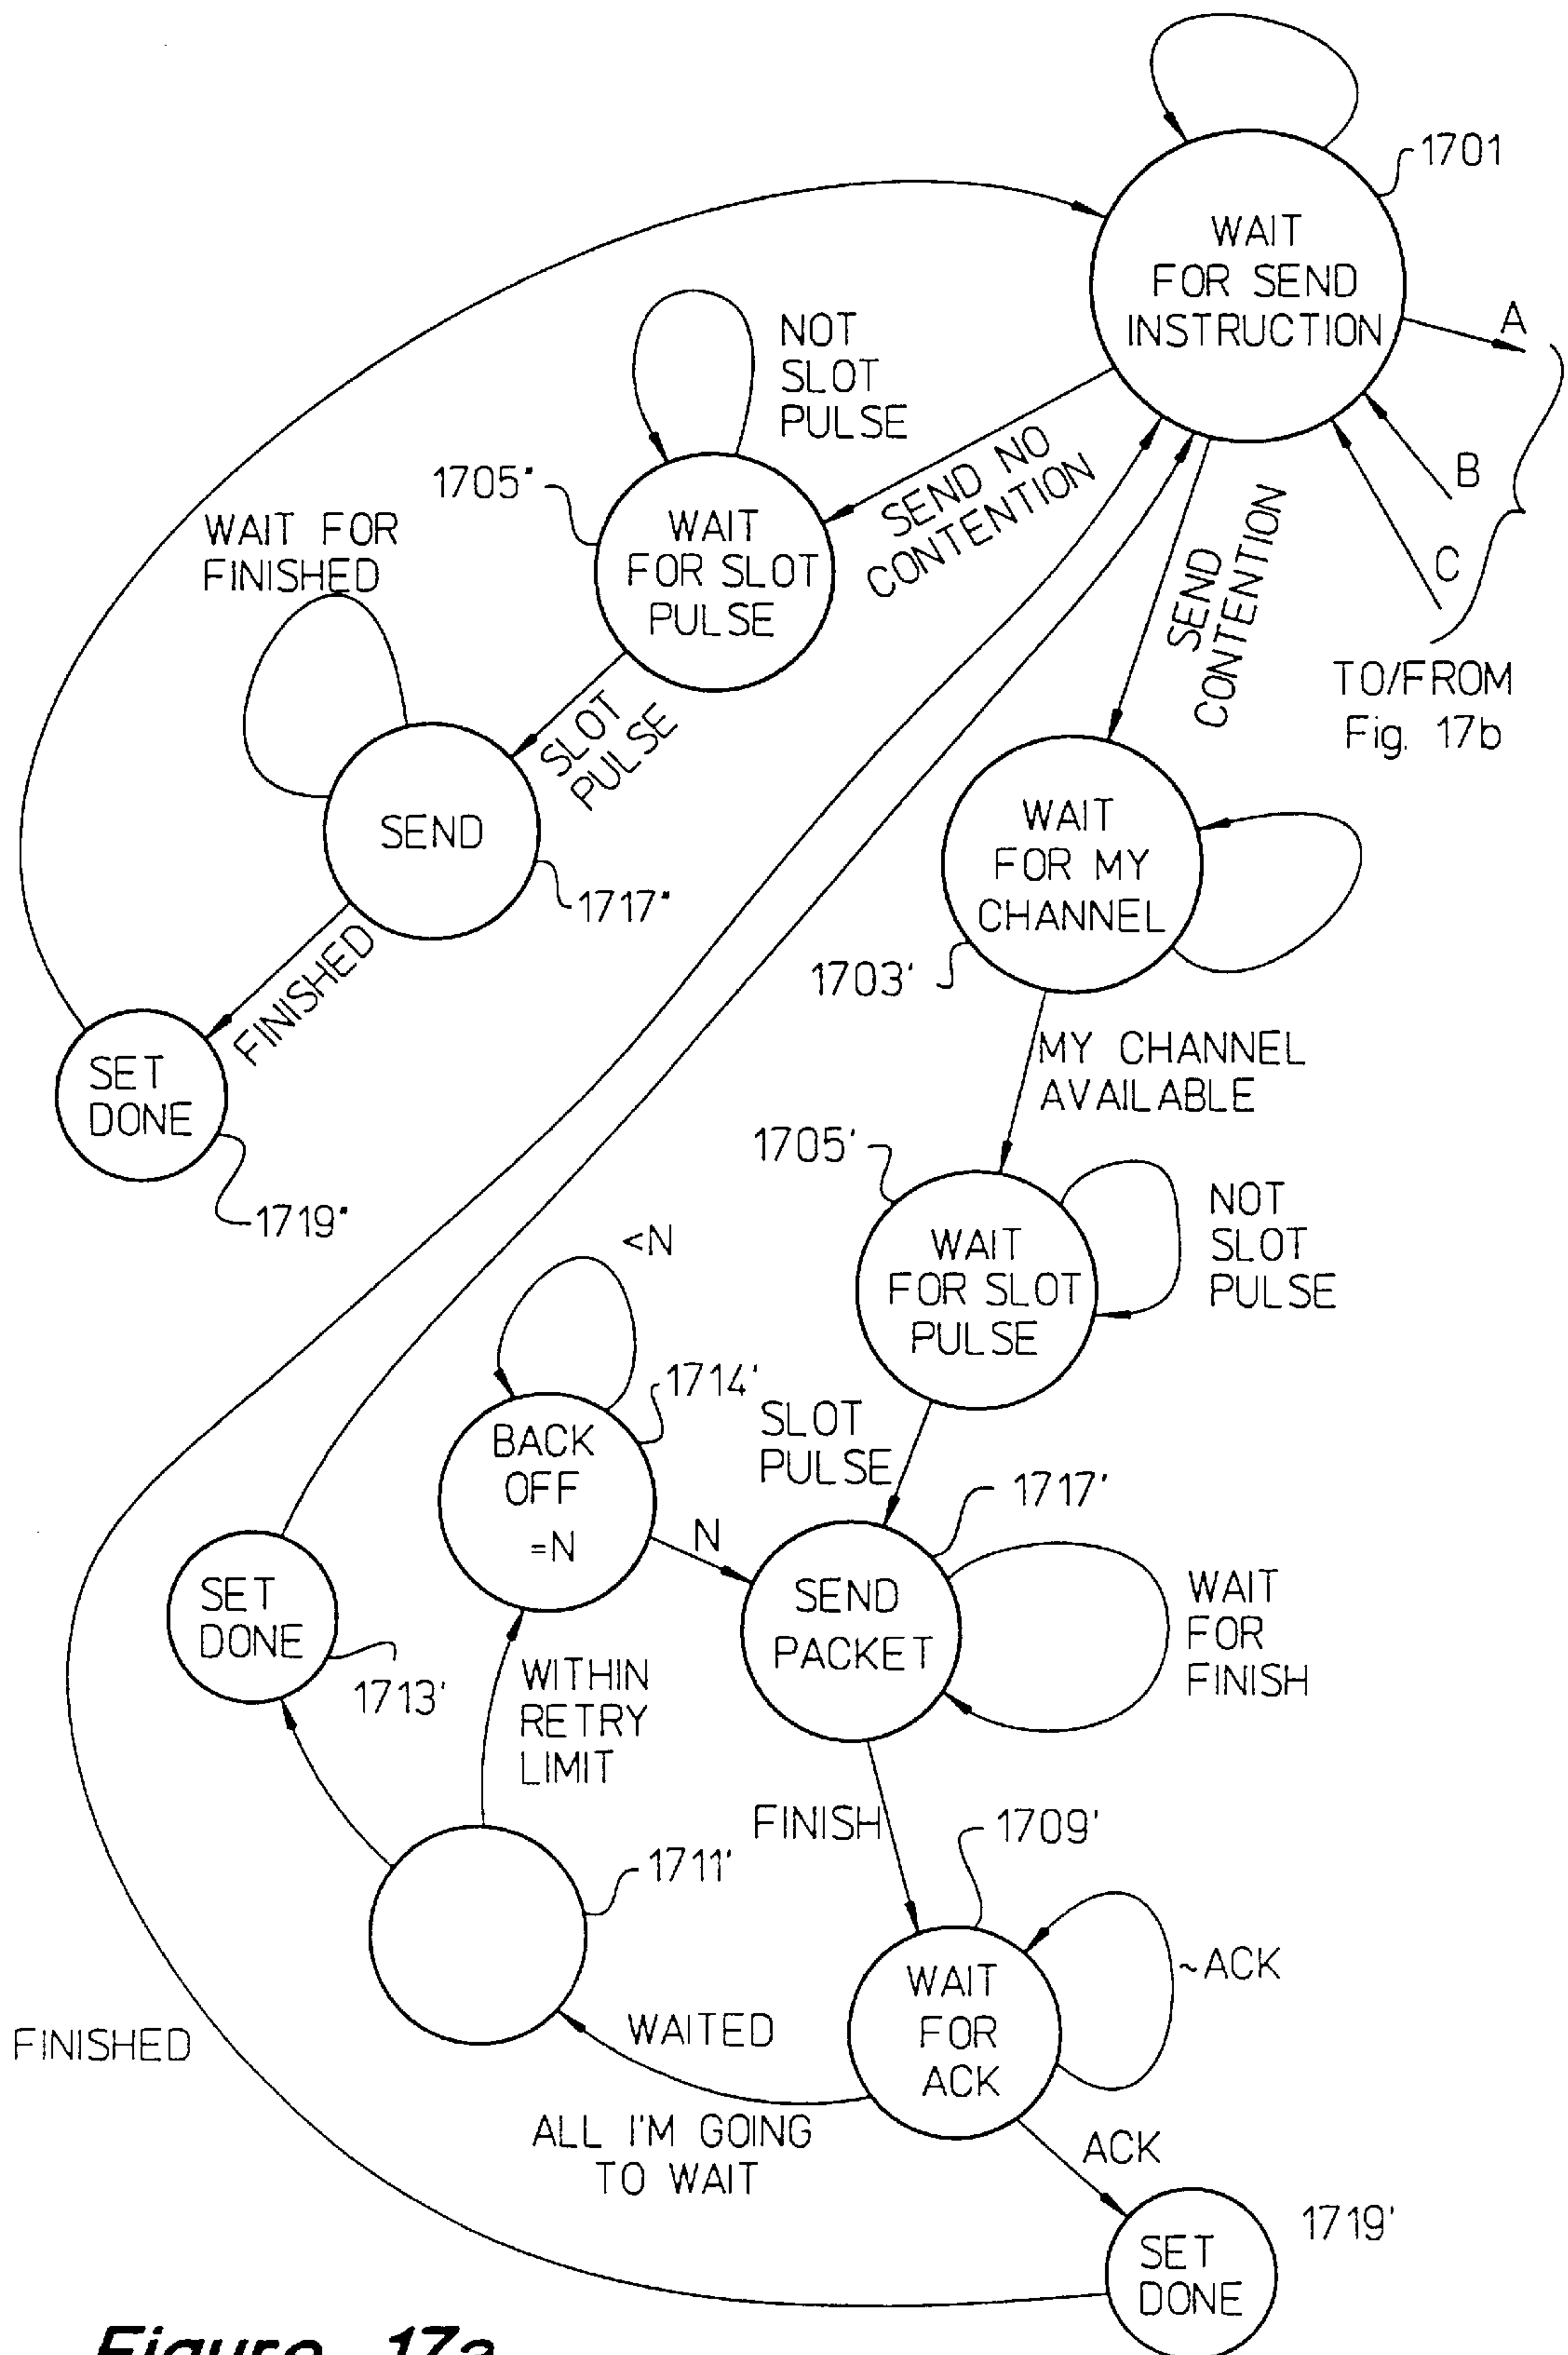 1701
WAIT
FOR SEND
INSTRUCTION
A
B
C
TO/FROM
Fig. 17b
NOT
SLOT
PULSE
1705"
WAIT
FOR SLOT
PULSE
SEND NO
CONTENTION
SEND
CONTENTION
WAIT FOR
FINISHED
SLOT
PULSE
SEND
1717"
FINISHED
SET
DONE
1719"
WAIT
FOR MY
CHANNEL
1703'
MY CHANNEL
AVAILABLE
1705'
WAIT
FOR SLOT
PULSE
NOT
SLOT
PULSE
<N
1714'
BACK
OFF
=N
N
SLOT
PULSE
1717'
SEND
PACKET
WAIT
FOR
FINISH
SET
DONE
1713'
WITHIN
RETRY
LIMIT
FINISH
1709'
1711'
WAIT
FOR
ACK
~ACK
WAITED
ALL I'M GOING
TO WAIT
FINISHED
ACK
1719'
SET
DONE
Figure 17a